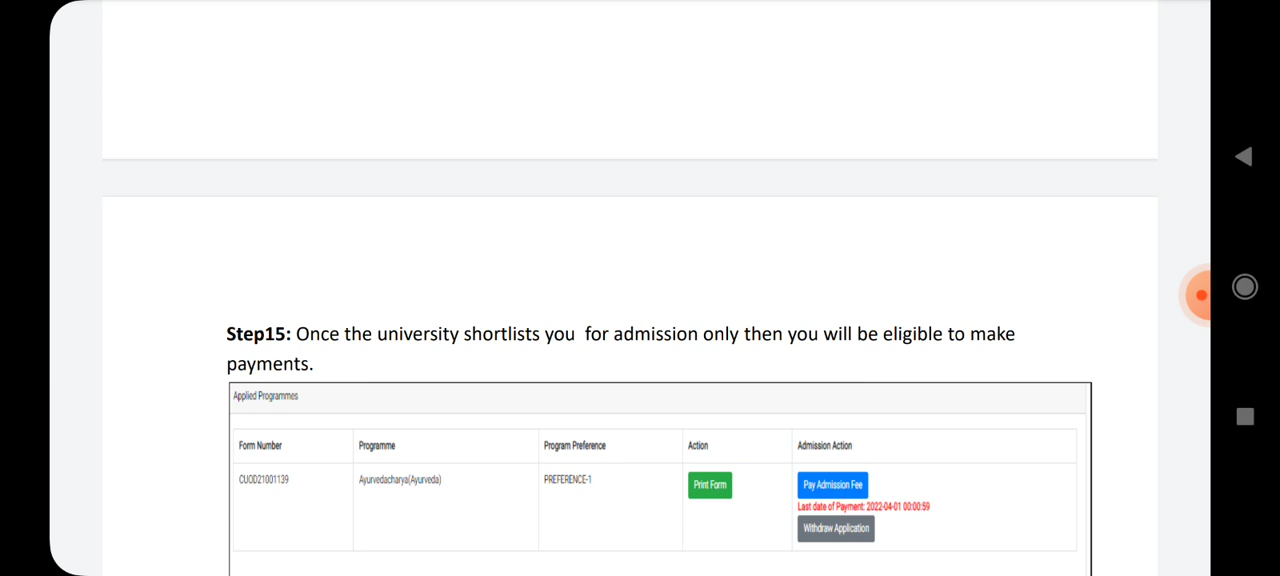 Step15: Once the university shortlists you  for admission only then you will be eligible to make
payments.
Applied Programmes
Form Number Programme Program Preference Action Admission Action
CUOD21001139 Ayurvedacharya(Ayurveda) PREFERENCE-1 Print Form Pay Admission Fee
Last date of Payment: 2022-04-01 00:00:59
Withdraw Application